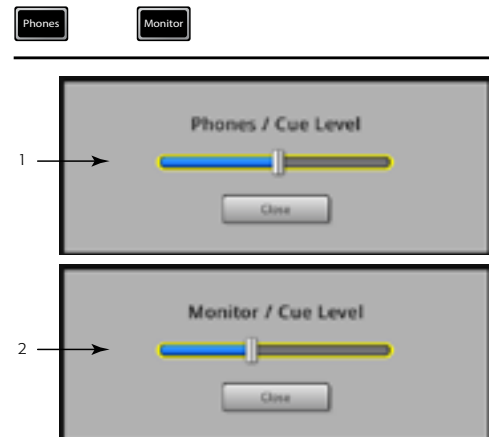 Phones Monitor
1
Phones / Cue Level
Close
2
Monitor / Cue Level
Close